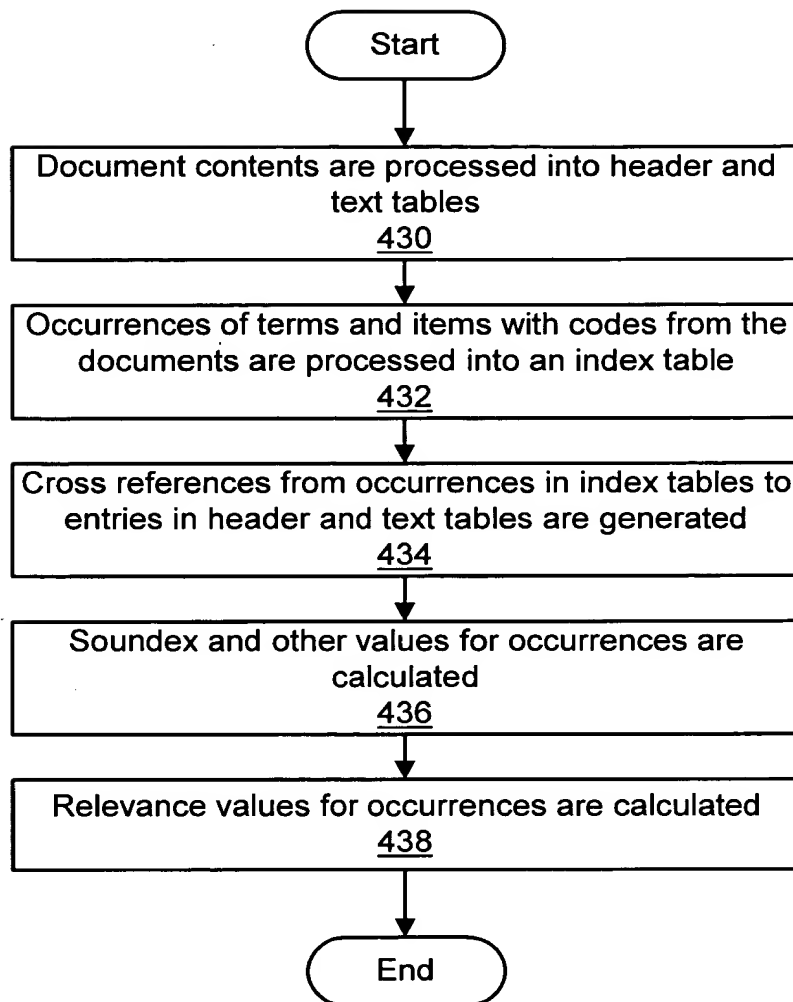 Start
Document contents are processed into header and
text tables
430
Occurrences of terms and items with codes from the
documents are processed into an index table
432
Cross references from occurrences in index tables to
entries in header and text tables are generated
434
Soundex and other values for occurrences are
calculated
436
Relevance values for occurrences are calculated
438
End